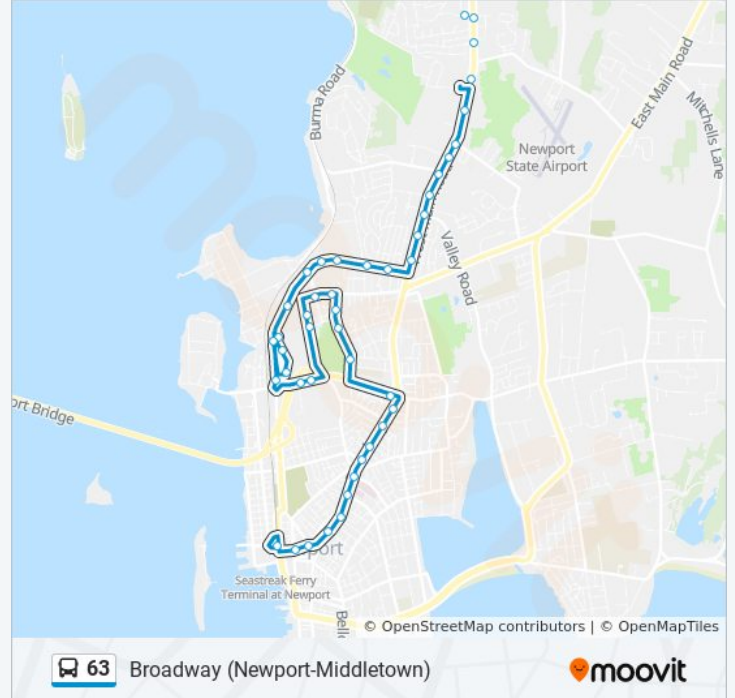 Burma Road
East Main Road
Mitchells Lane
Newport
State Airport
Valley Road
ort Bridge
port
Seastreak Ferry
Terminal at Newport
Belle
© OpenStreetMap contributors | © OpenMapTiles
63 Broadway (Newport-Middletown) moovit